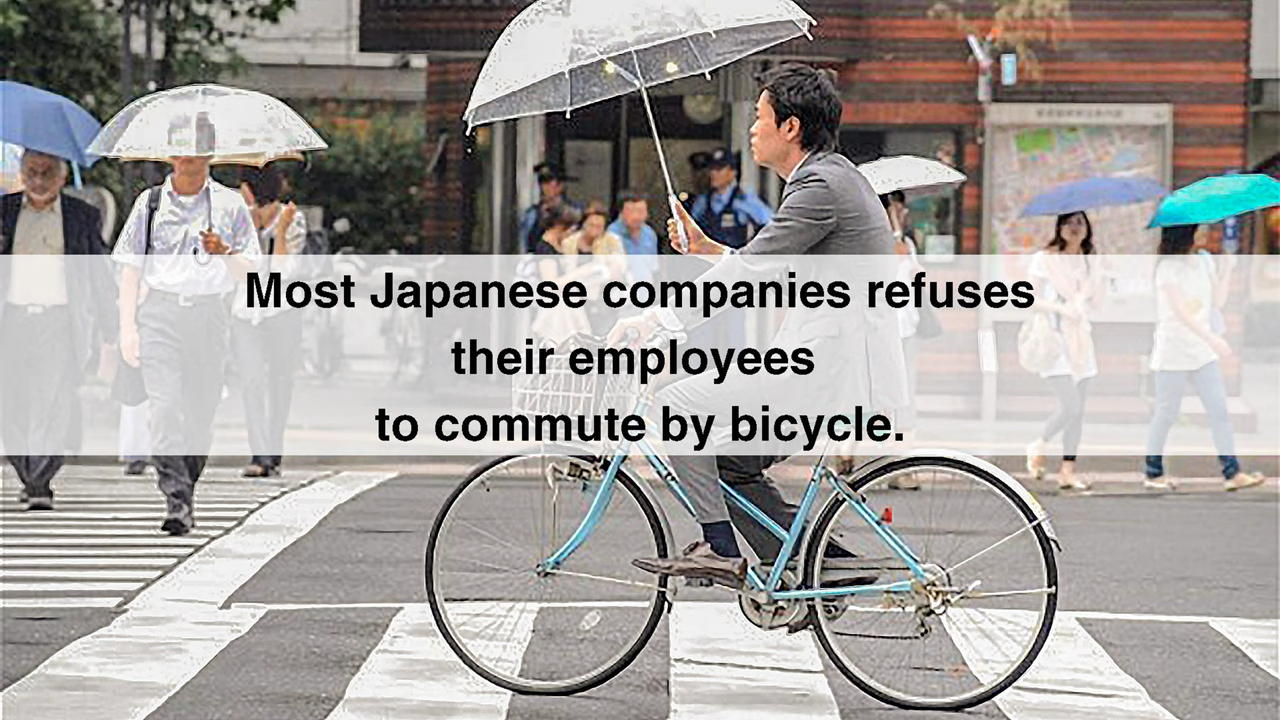 Most Japanese companies refuses
their employees
to commute by bicycle.